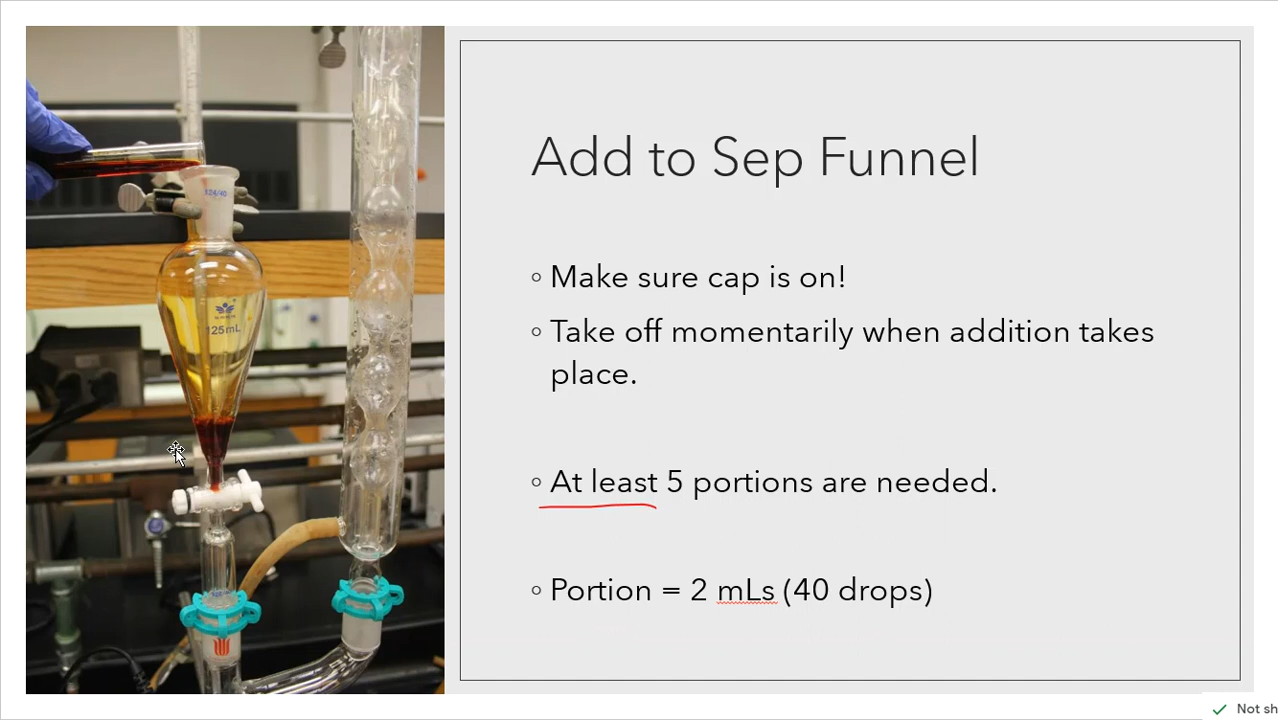 Add to Sep Funnel
Make sure cap is on!
Take off momentarily when addition takes
place.
At least 5 portions are needed.
Portion = 2 mLs (40 drops)
125mL
Not sh